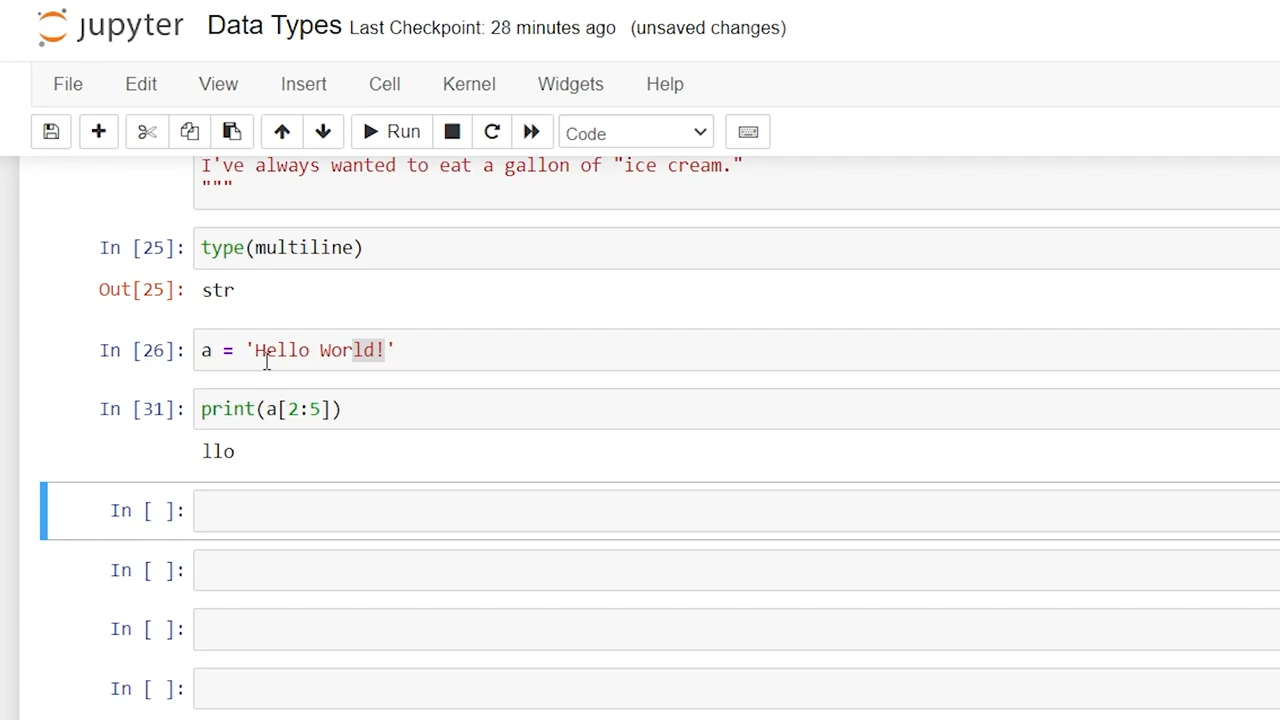 jupyter Data Types Last Checkpoint: 28 minutes ago (unsaved changes)
File Edit View Insert Cell Kernel Widgets Help
Run Code
I've always wanted to eat a gallon of "ice cream."
"""
In [25]: type(multiline)
Out[25]: str
In [26]: a = 'Hello World!'
In [31]: print(a[2:5])
llo
In [ ]:
In [ ]:
In [ ]:
In [ ]: